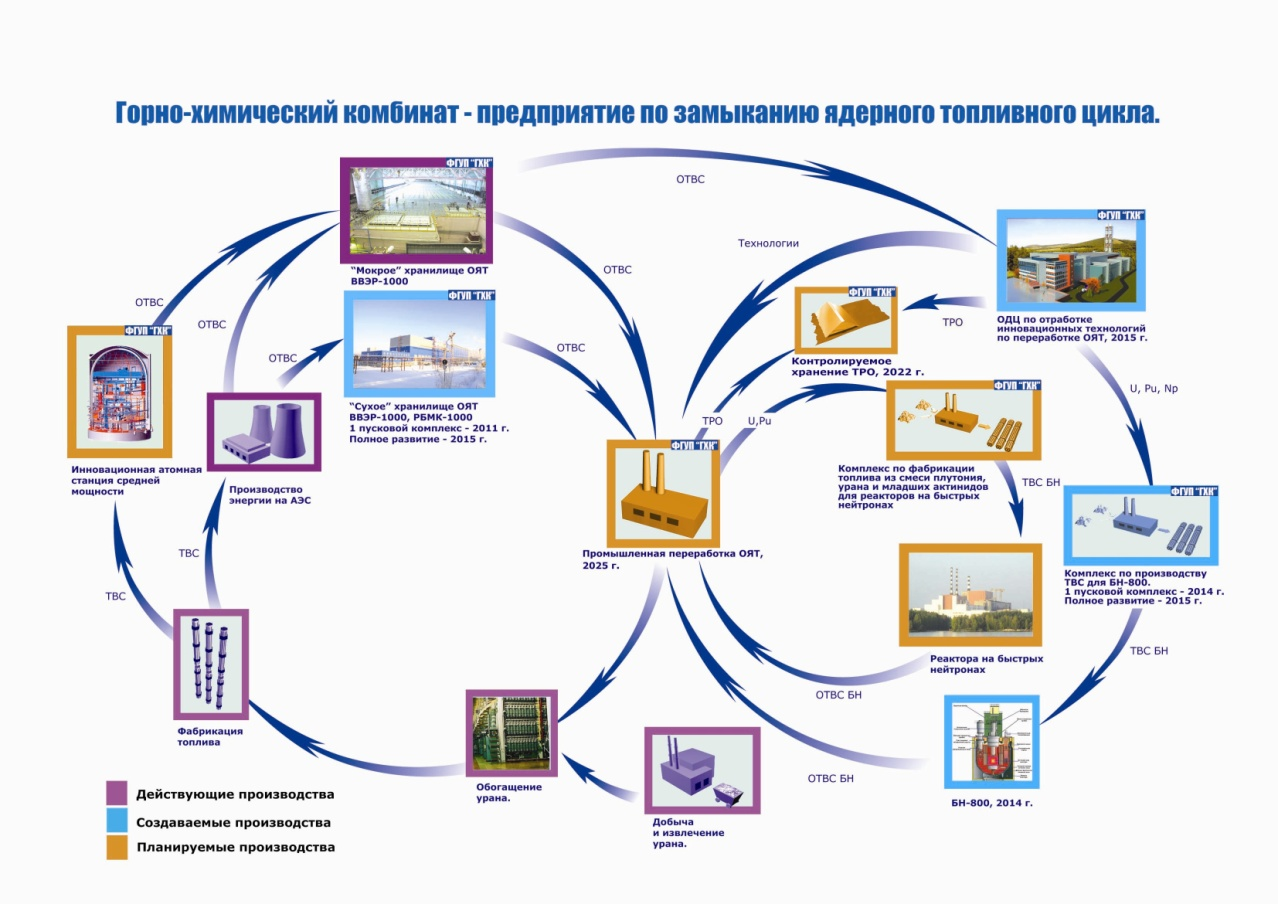 Горно-химический комбинат - предприятие по замыканию ядерного топливного цикла.
ФГУП "ГХК"
"Мокрое" хранилище ОЯТ
ВВЭР-1000
ОТВС
ОТВС
Технологии
ФГУП "ГХК"
ОДЦ по отработке
инновационных технологий
по переработке ОЯТ, 2015 г.
ФГУП "ГХК"
"Сухое" хранилище ОЯТ
ВВЭР-1000, РБМК-1000
1 пусковой комплекс - 2011 г.
Полное развитие - 2015 г.
ОТВС
ОТВС
ОТВС
ОТВС
ФГУП "ГХК"
Контролируемое
хранение ТРО, 2022 г.
ТРО
ФГУП "ГХК"
Инновационная атомная
станция средней
мощности
Производство
энергии на АЭС
ТРО
U,Pu
U, Pu, Np
ФГУП "ГХК"
Комплекс по фабрикации
топлива из смеси плутония,
урана и младших актинидов
для реакторов на быстрых
нейтронах
ТВС БН
ФГУП "ГХК"
Промышленная переработка ОЯТ,
2025 г.
ФГУП "ГХК"
Комплекс по производству
ТВС для БН-800.
1 пусковой комплекс - 2014 г.
Полное развитие - 2015 г.
ТВС
ТВС
Реактора на быстрых
нейтронах
ТВС БН
ОТВС БН
ОТВС БН
Фабрикация
топлива
Обогащение
урана.
Добыча
и извлечение
урана.
БН-800, 2014 г.
Действующие производства
Создаваемые производства
Планируемые производства